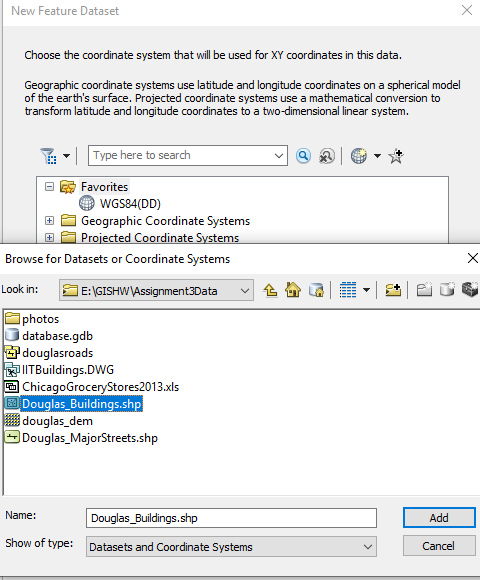 New Feature Dataset
Choose the coordinate system that will be used for XY coordinates in this data.
Geographic coordinate systems use latitude and longitude coordinates on a spherical model
of the earth's surface. Projected coordinate systems use a mathematical conversion to
transform latitude and longitude coordinates to a two-dimensional linear system.
Type here to search
Favorites
WGS84(DD)
Geographic Coordinate Systems
Projected Coordinate Systems
Browse for Datasets or Coordinate Systems
Look in: E:\GISHW\Assignment3Data
photos
database.gdb
douglasroads
IITBuildings.DWG
ChicagoGroceryStores2013.xls
Douglas_Buildings.shp
douglas_dem
Douglas_MajorStreets.shp
Name: Douglas_Buildings.shp Add
Show of type: Datasets and Coordinate Systems Cancel